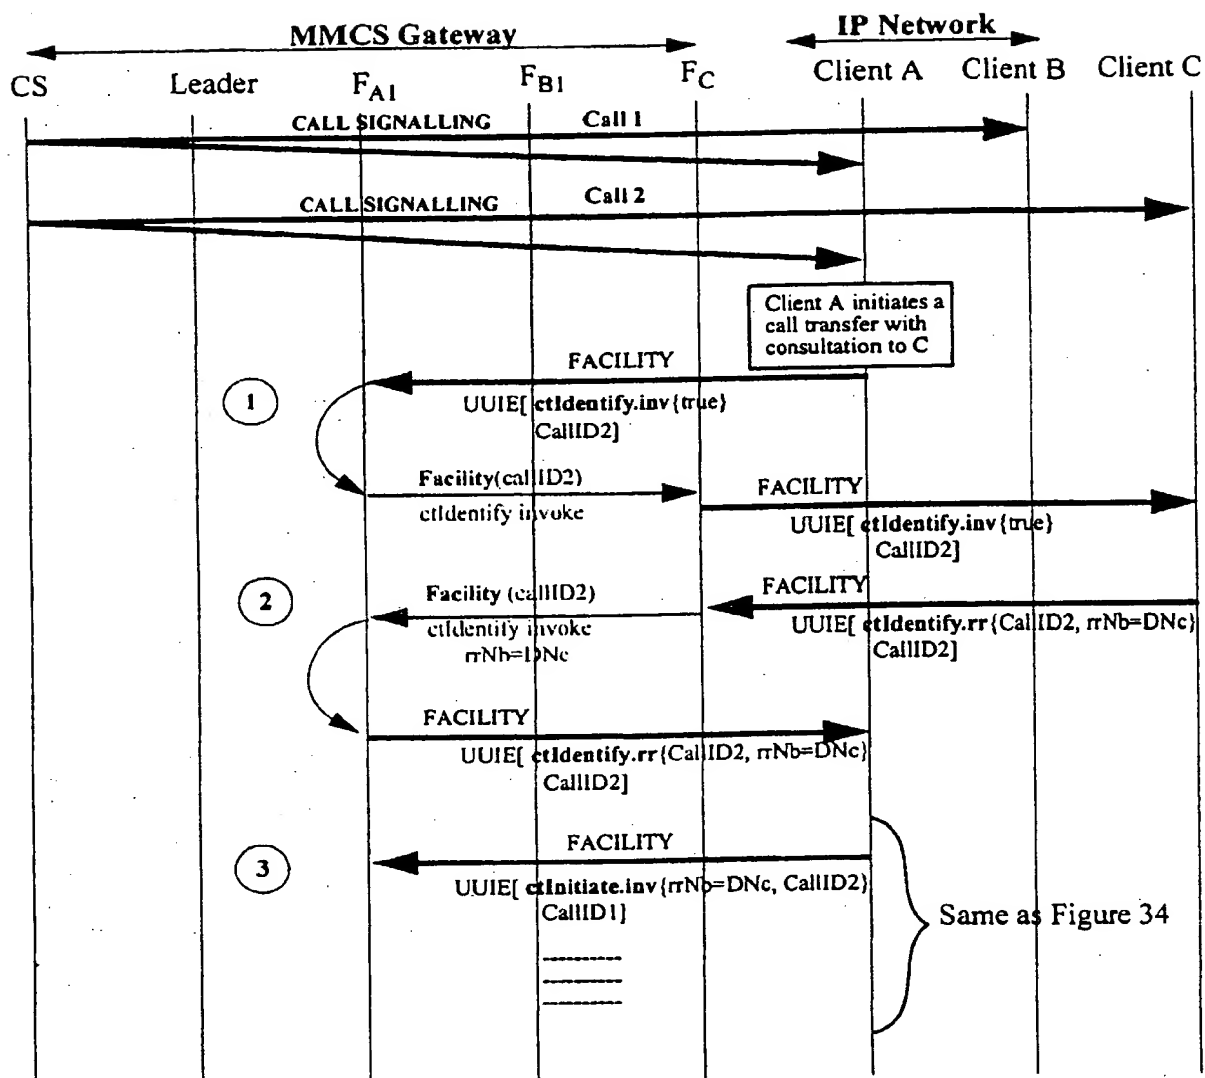 MMCS Gateway
IP Network
CS
Leader
FA1
FB1
FC
Client A
Client B
Client C
CALL SIGNALLING
Call 1
CALL SIGNALLING
Call 2
Client A initiates a
call transfer with
consultation to C
FACILITY
1
UUIE[ ctIdentify.inv{true}
CallID2]
Facility(callID2)
ctIdentify invoke
FACILITY
UUIE[ ctIdentify.inv{true}
CallID2]
2
Facility (callID2)
ctIdentify invoke
rrNb=DNc
FACILITY
UUIE[ ctIdentify.rr{CallID2, rrNb=DNc}
CallID2]
FACILITY
UUIE[ ctIdentify.rr{CallID2, rrNb=DNc}
CallID2]
3
FACILITY
UUIE[ ctInitiate.inv{rrNb=DNc, CallID2}
CallID1]
Same as Figure 34